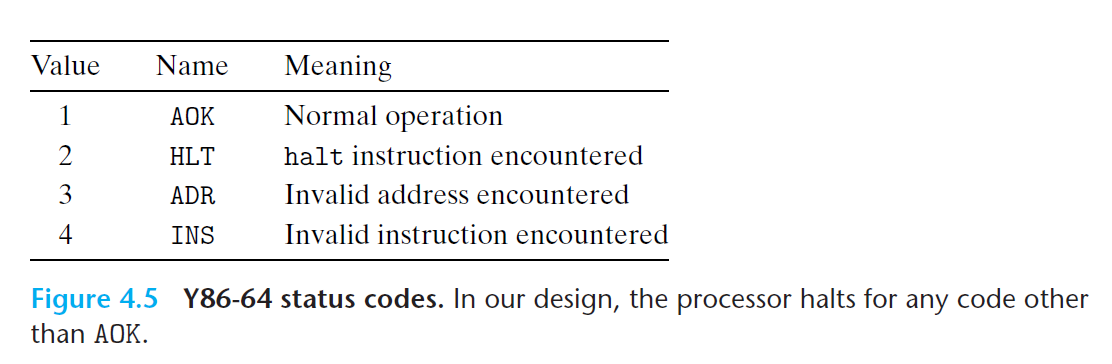 Value Name Meaning
1 AOK Normal operation
2 HLT halt instruction encountered
3 ADR Invalid address encountered
4 INS Invalid instruction encountered
Figure 4.5 Y86-64 status codes. In our design, the processor halts for any code other
than AOK.